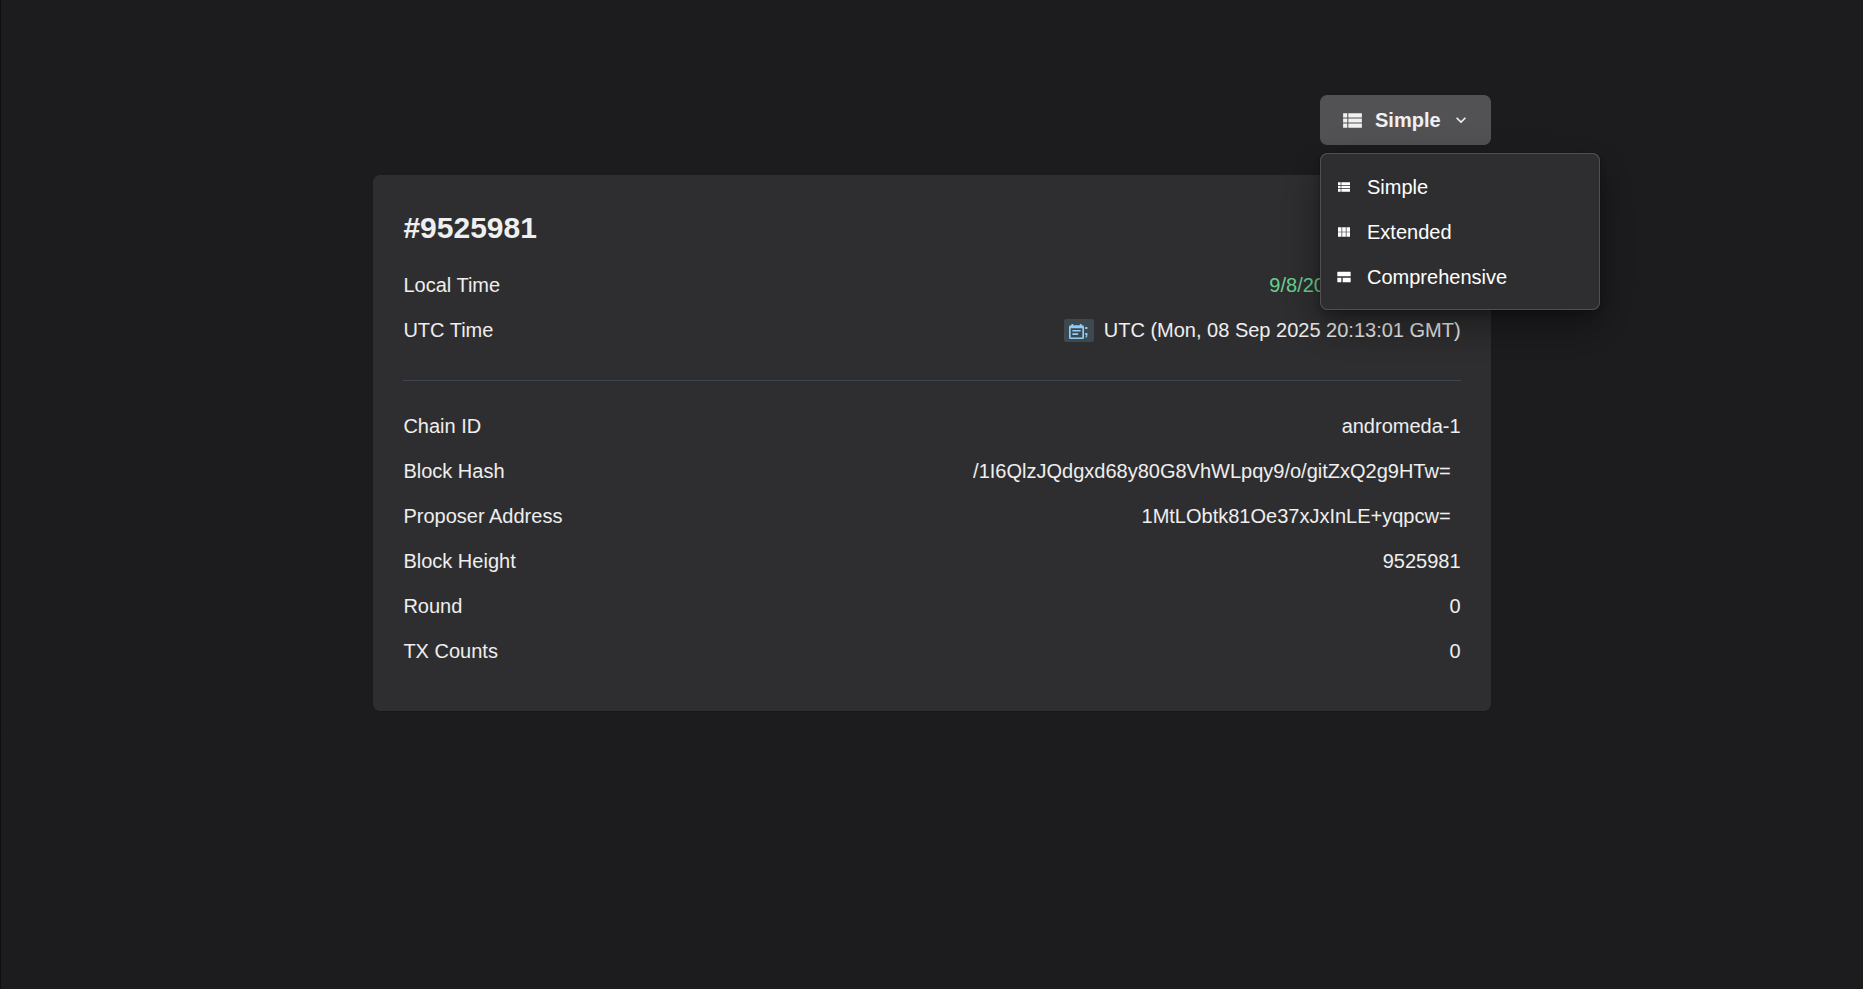 Simple
Simple
Extended
Comprehensive
#9525981
Local Time 9/8/20
UTC Time UTC (Mon, 08 Sep 2025 20:13:01 GMT)
Chain ID andromeda-1
Block Hash /1I6QlzJQdgxd68y80G8VhWLpqy9/o/gitZxQ2g9HTw=
Proposer Address 1MtLObtk81Oe37xJxInLE+yqpcw=
Block Height 9525981
Round 0
TX Counts 0